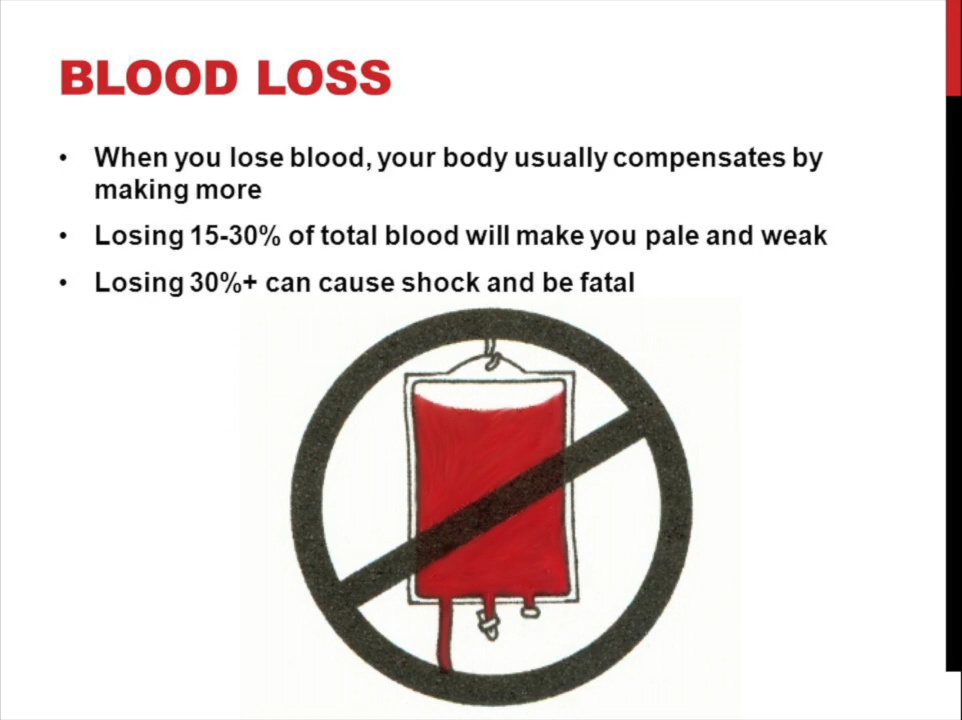 BLOOD LOSS
• When you lose blood, your body usually compensates by
making more
• Losing 15-30% of total blood will make you pale and weak
• Losing 30%+ can cause shock and be fatal